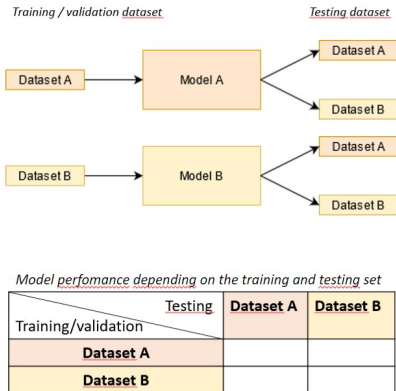 Training / validation dataset
Testing dataset
Dataset A
Model A
Dataset A
Dataset B
Dataset B
Model B
Dataset A
Dataset B
Model perfomance depending on the training and testing set
Testing
Training/validation
Dataset A
Dataset B
Dataset A
Dataset B